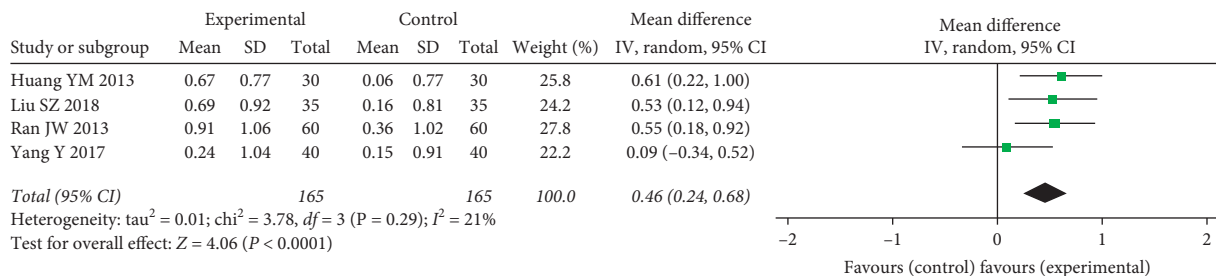 Experimental Control Mean difference Mean difference
Study or subgroup Mean SD Total Mean SD Total Weight (%) IV, random, 95% CI IV, random, 95% CI
Huang YM 2013 0.67 0.77 30 0.06 0.77 30 25.8 0.61 (0.22, 1.00)
Liu SZ 2018 0.69 0.92 35 0.16 0.81 35 24.2 0.53 (0.12, 0.94)
Ran JW 2013 0.91 1.06 60 0.36 1.02 60 27.8 0.55 (0.18, 0.92)
Yang Y 2017 0.24 1.04 40 0.15 0.91 40 22.2 0.09 (–0.34, 0.52)
Total (95% CI) 165 165 100.0 0.46 (0.24, 0.68)
Heterogeneity: tau² = 0.01; chi² = 3.78, df = 3 (P = 0.29); I² = 21%
Test for overall effect: Z = 4.06 (P < 0.0001)
–2 –1 0 1 2
Favours (control) favours (experimental)